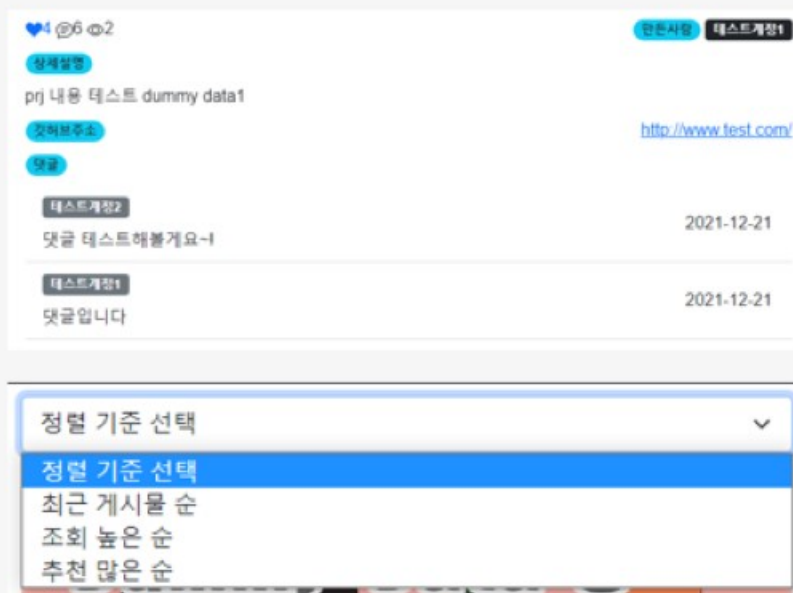 4 6 2 만든사람 테스트계정1
상세설명
prj 내용 테스트 dummy data1
깃허브주소 http://www.test.com/
댓글
테스트계정2
댓글 테스트해볼게요~! 2021-12-21
테스트계정1
댓글입니다 2021-12-21
정렬 기준 선택
정렬 기준 선택
최근 게시물 순
조회 높은 순
추천 많은 순